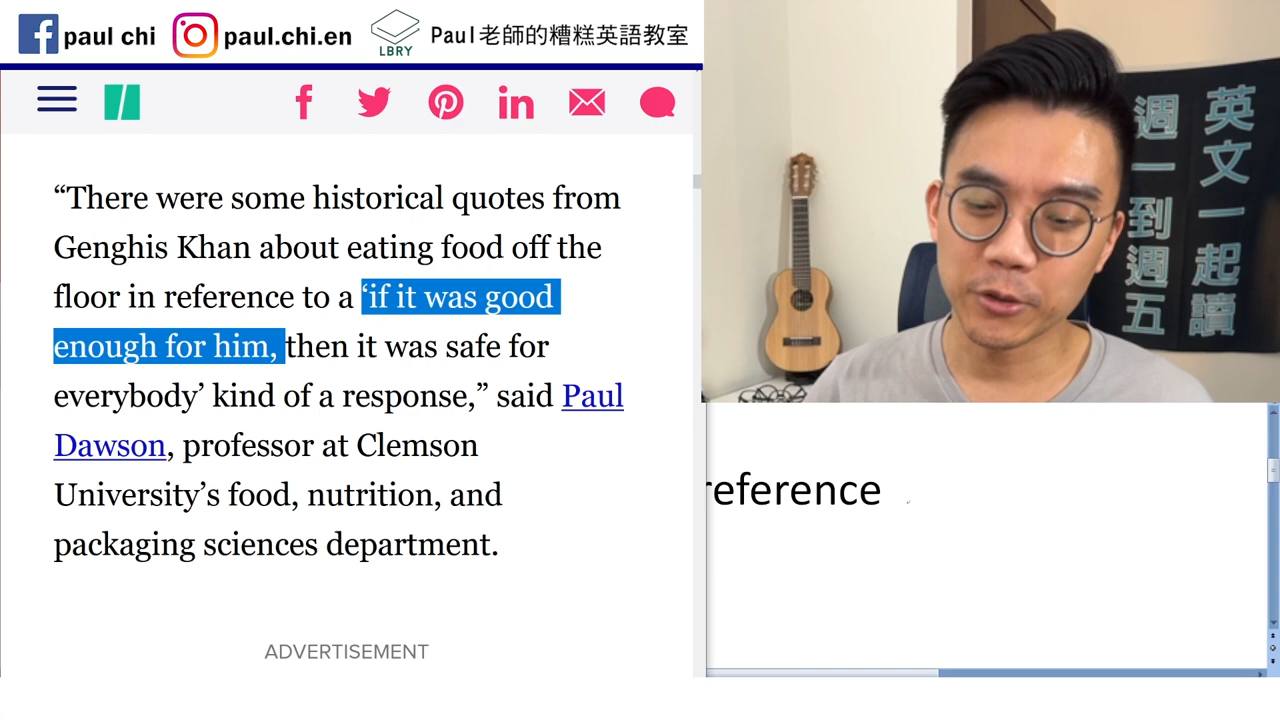 paul chi
paul.chi.en
LBRY
Paul老師的糟糕英語教室
“There were some historical quotes from
Genghis Khan about eating food off the
floor in reference to a ‘if it was good
enough for him, then it was safe for
everybody’ kind of a response,” said Paul
Dawson, professor at Clemson
University’s food, nutrition, and
packaging sciences department.
ADVERTISEMENT
英文一起讀
週一到週五
reference